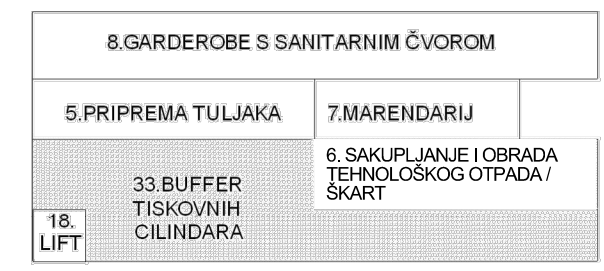 8.GARDEROBE S SANITARNIM ČVOROM
5.PRIPREMA TULJAKA
7.MARENDARIJ
6. SAKUPLJANJE I OBRADA
TEHNOLOŠKOG OTPADA /
ŠKART
33.BUFFER
TISKOVNIH
CILINDARA
18.
LIFT